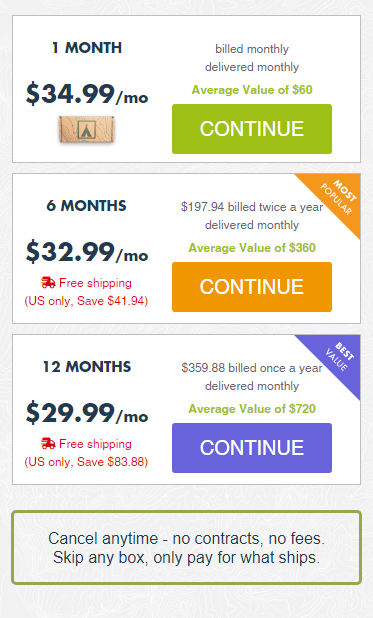 1 MONTH
$34.99/mo
billed monthly
delivered monthly
Average Value of $60
CONTINUE
MOST
POPULAR
6 MONTHS
$32.99/mo
Free shipping
(US only, Save $41.94)
$197.94 billed twice a year
delivered monthly
Average Value of $360
CONTINUE
BEST
VALUE
12 MONTHS
$29.99/mo
Free shipping
(US only, Save $83.88)
$359.88 billed once a year
delivered monthly
Average Value of $720
CONTINUE
Cancel anytime - no contracts, no fees.
Skip any box, only pay for what ships.